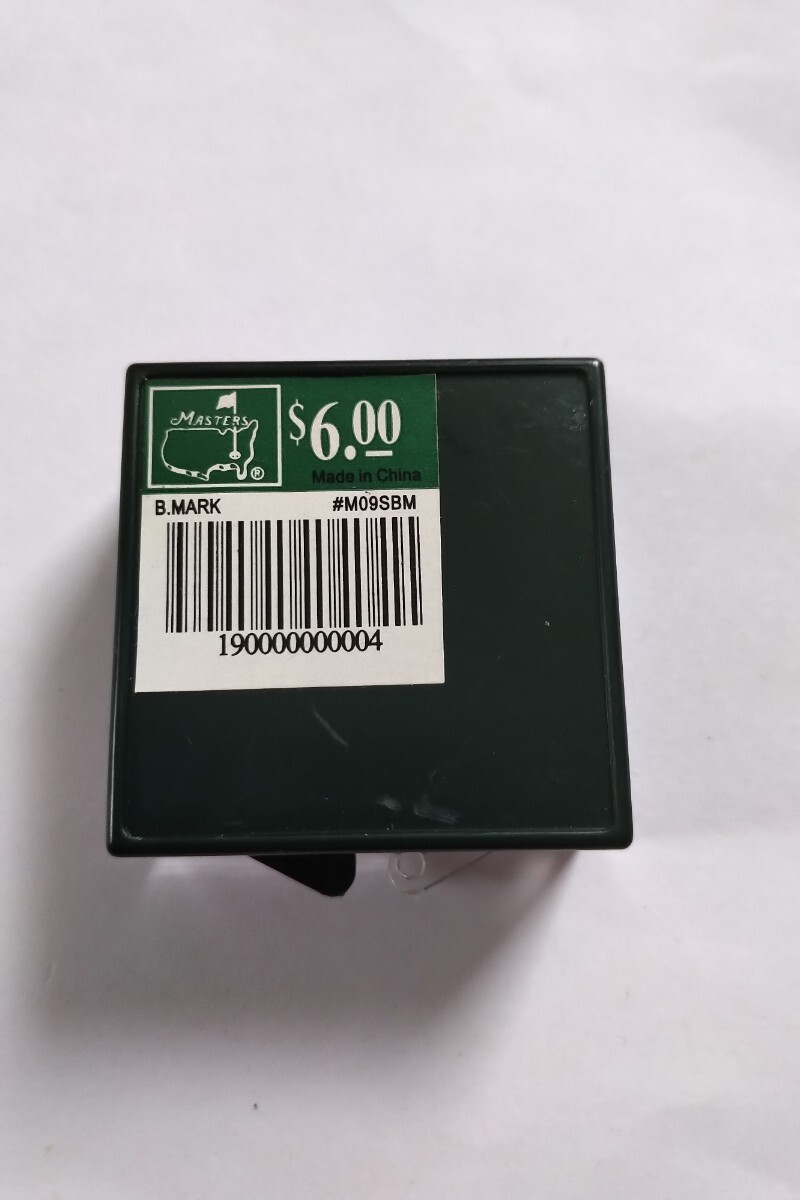 MASTERS
®
$6.00
Made in China
B.MARK #M09SBM
190000000004